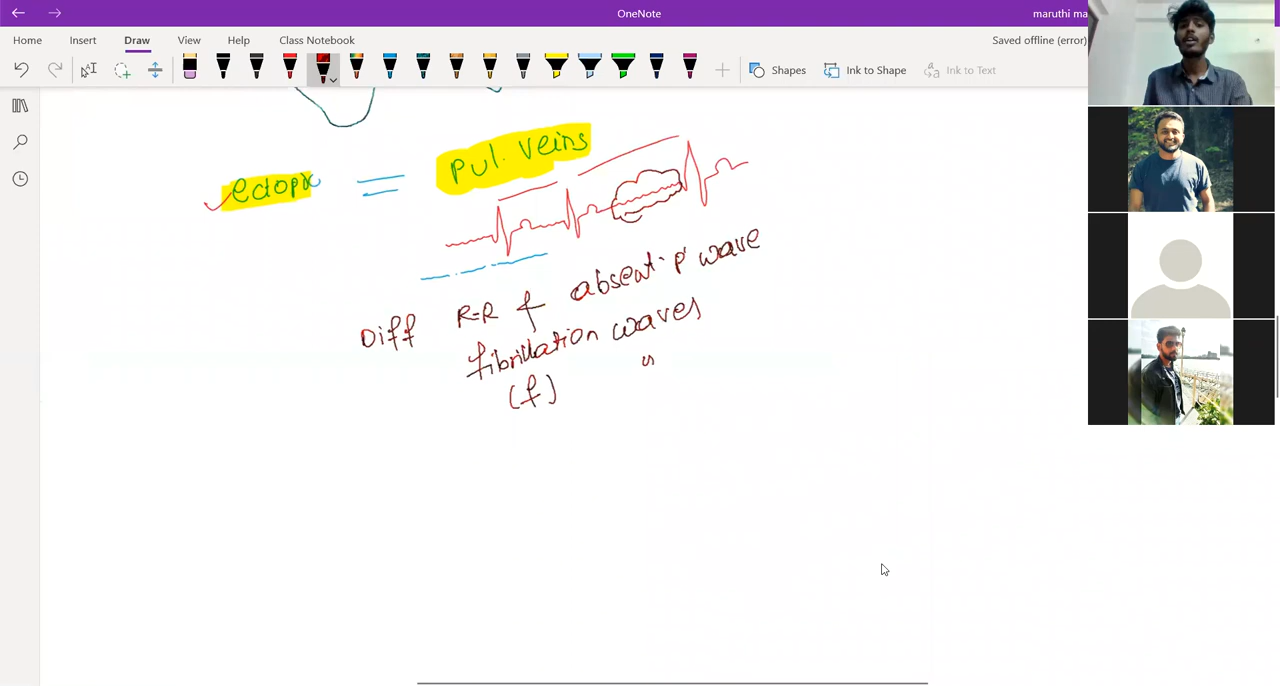 OneNote
maruthi ma
Home Insert Draw View Help Class Notebook
Saved offline (error)
Shapes Ink to Shape Ink to Text
pul. veins
ectopic
absent p wave
Diff R-R f
fibrillation waves
(f)